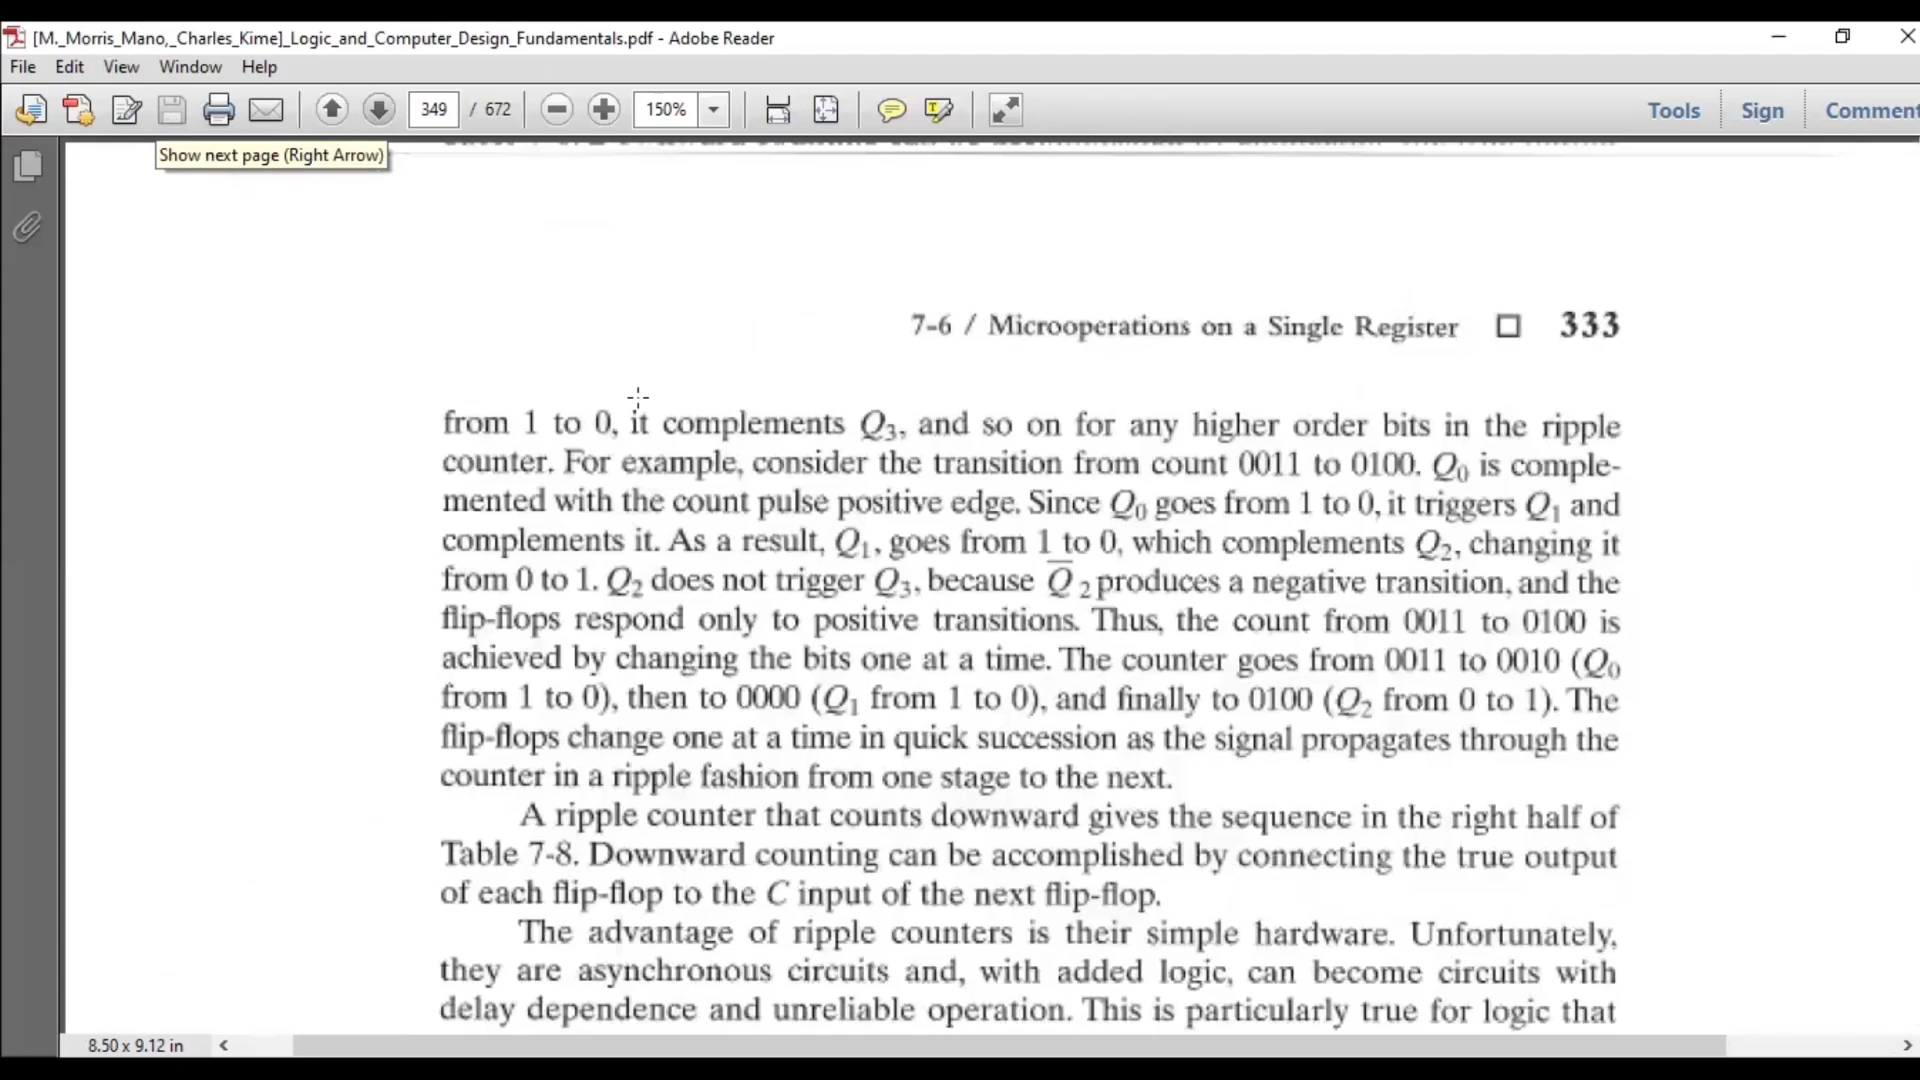 [M._Morris_Mano,_Charles_Kime]_Logic_and_Computer_Design_Fundamentals.pdf - Adobe Reader
File Edit View Window Help
349 / 672 150% Tools Sign Comment
Show next page (Right Arrow)
7-6 / Microoperations on a Single Register □ 333
from 1 to 0, it complements Q3, and so on for any higher order bits in the ripple
counter. For example, consider the transition from count 0011 to 0100. Q0 is comple-
mented with the count pulse positive edge. Since Q0 goes from 1 to 0, it triggers Q1 and
complements it. As a result, Q1, goes from 1 to 0, which complements Q2, changing it
from 0 to 1. Q2 does not trigger Q3, because Q̅ 2 produces a negative transition, and the
flip-flops respond only to positive transitions. Thus, the count from 0011 to 0100 is
achieved by changing the bits one at a time. The counter goes from 0011 to 0010 (Q0
from 1 to 0), then to 0000 (Q1 from 1 to 0), and finally to 0100 (Q2 from 0 to 1). The
flip-flops change one at a time in quick succession as the signal propagates through the
counter in a ripple fashion from one stage to the next.
A ripple counter that counts downward gives the sequence in the right half of
Table 7-8. Downward counting can be accomplished by connecting the true output
of each flip-flop to the C input of the next flip-flop.
The advantage of ripple counters is their simple hardware. Unfortunately,
they are asynchronous circuits and, with added logic, can become circuits with
delay dependence and unreliable operation. This is particularly true for logic that
8.50 x 9.12 in